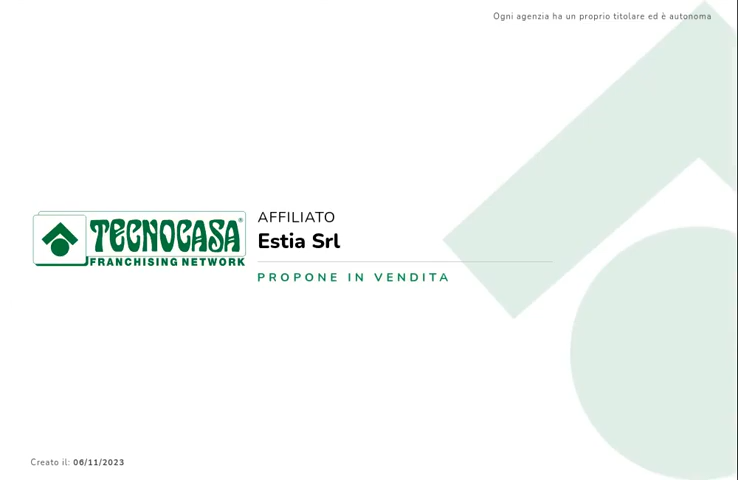 Ogni agenzia ha un proprio titolare ed è autonoma
TECNOCASA®
FRANCHISING NETWORK
AFFILIATO
Estia Srl
PROPONE IN VENDITA
Creato il: 06/11/2023